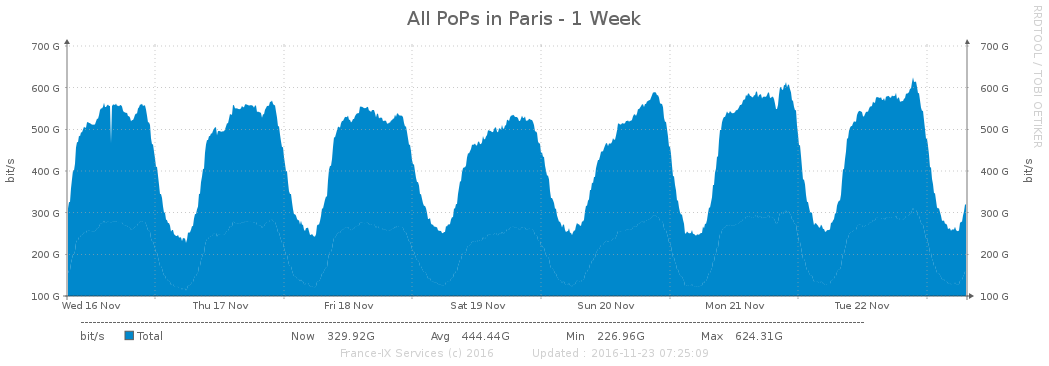 All PoPs in Paris - 1 Week
RRDTOOL / TOBI OETIKER
700 G 700 G
600 G 600 G
500 G 500 G
400 G 400 G
300 G 300 G
200 G 200 G
100 G 100 G
bit/s bit/s
Wed 16 Nov Thu 17 Nov Fri 18 Nov Sat 19 Nov Sun 20 Nov Mon 21 Nov Tue 22 Nov
bit/s Total Now 329.92G Avg 444.44G Min 226.96G Max 624.31G
France-IX Services (c) 2016 Updated : 2016-11-23 07:25:09